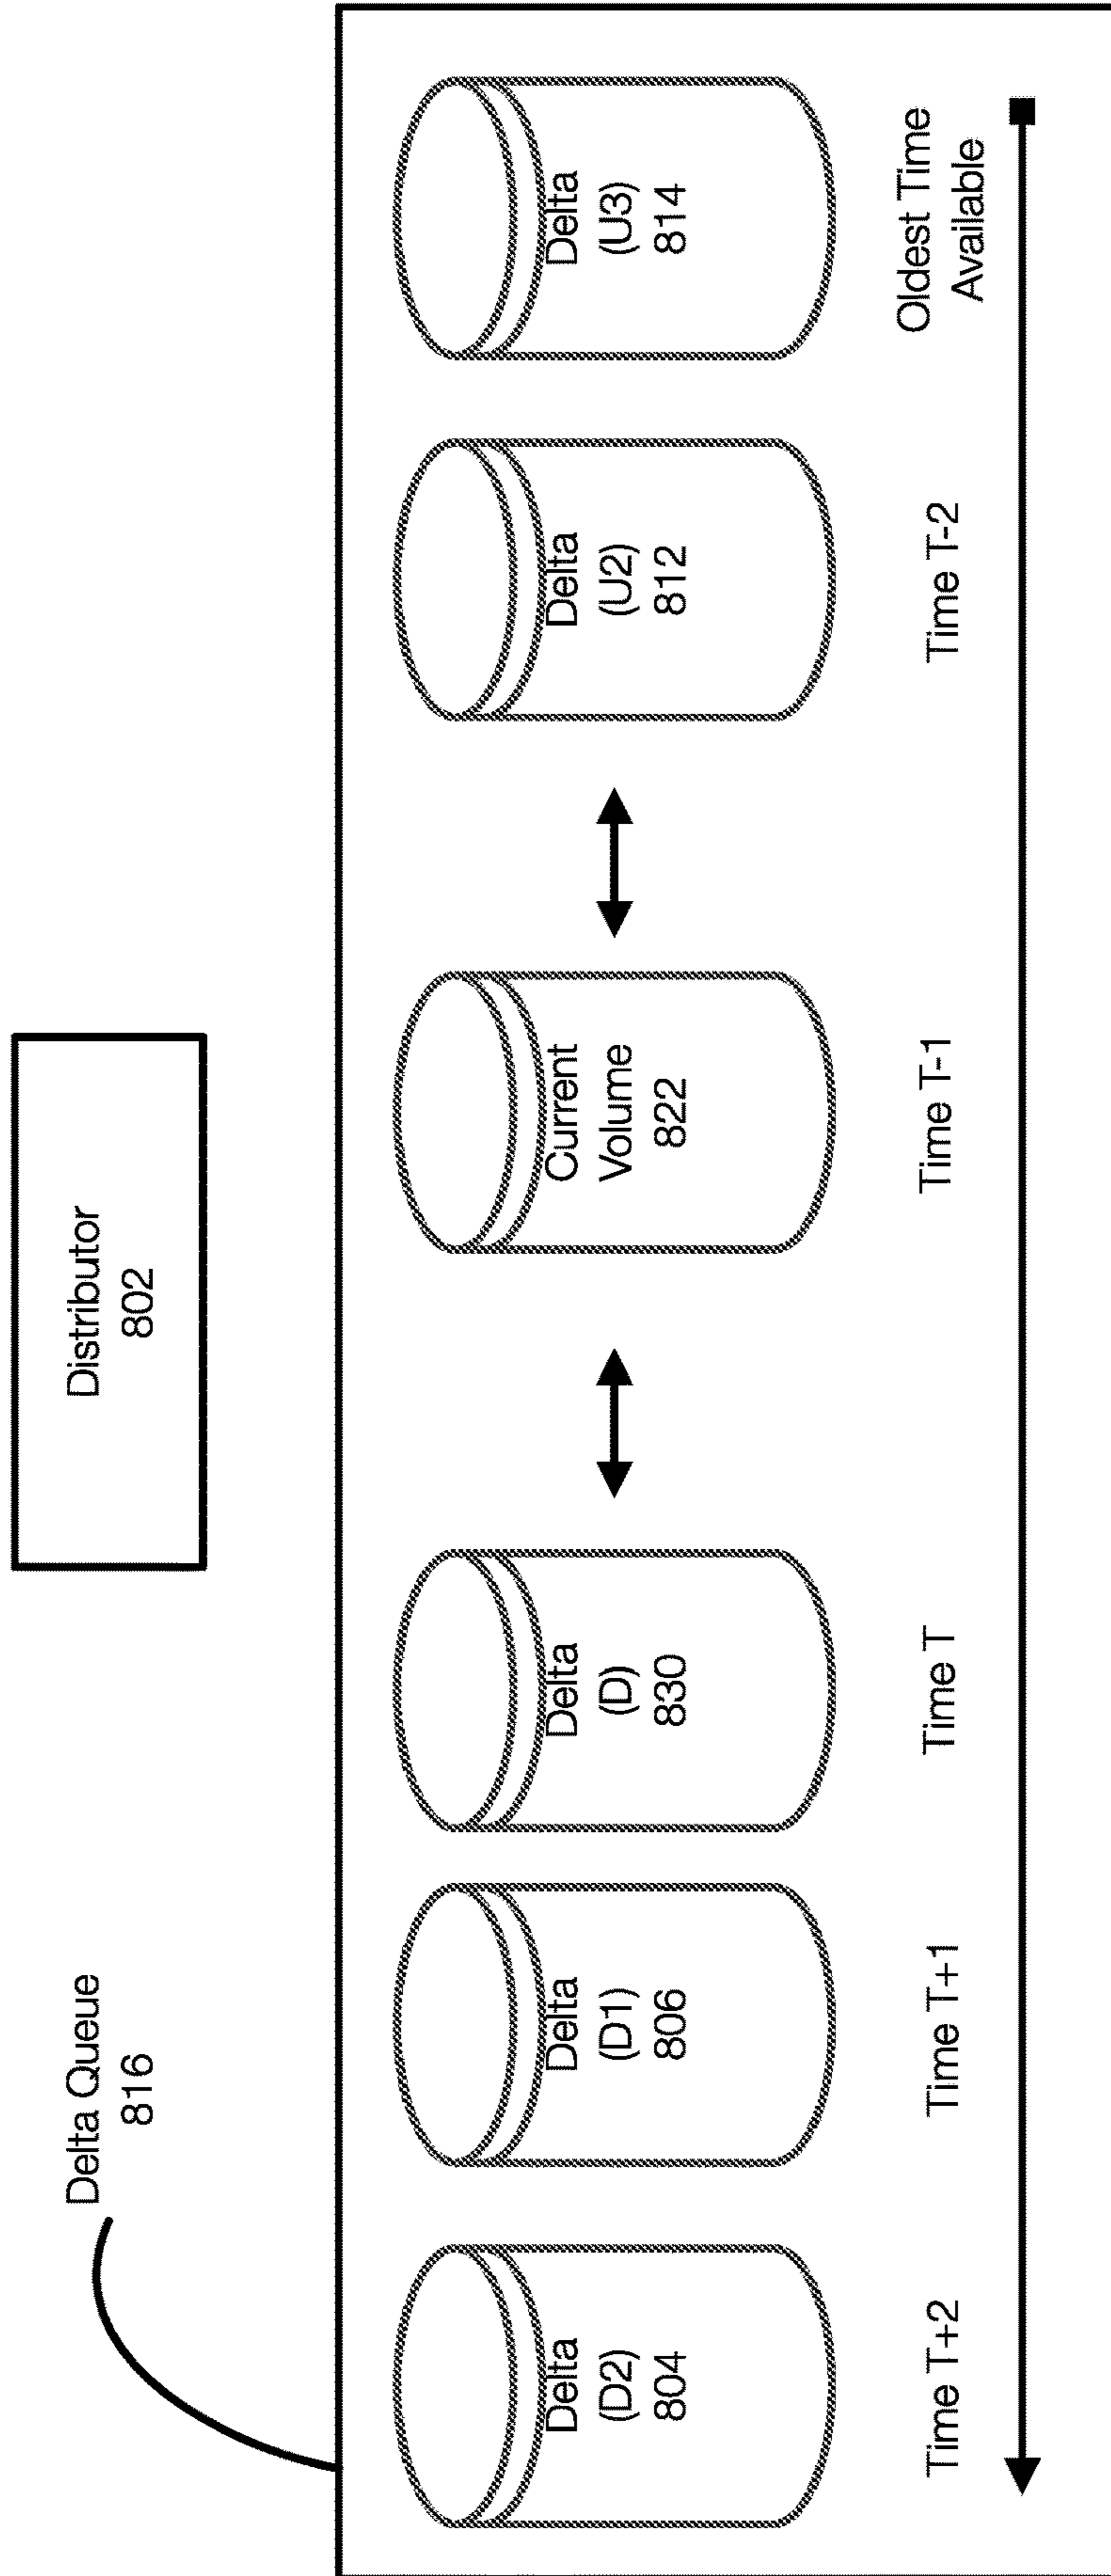 Distributor
802
Delta Queue
816
Delta
(D2)
804
Delta
(D1)
806
Delta
(D)
830
Current
Volume
822
Delta
(U2)
812
Delta
(U3)
814
Time T+2
Time T+1
Time T
Time T-1
Time T-2
Oldest Time
Available